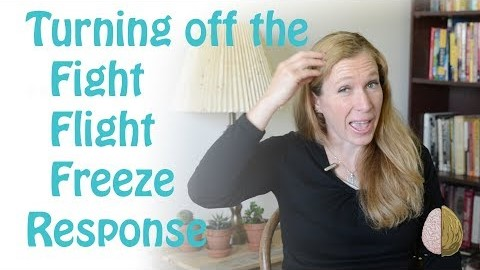 Turning off the
Fight
Flight
Freeze
Response